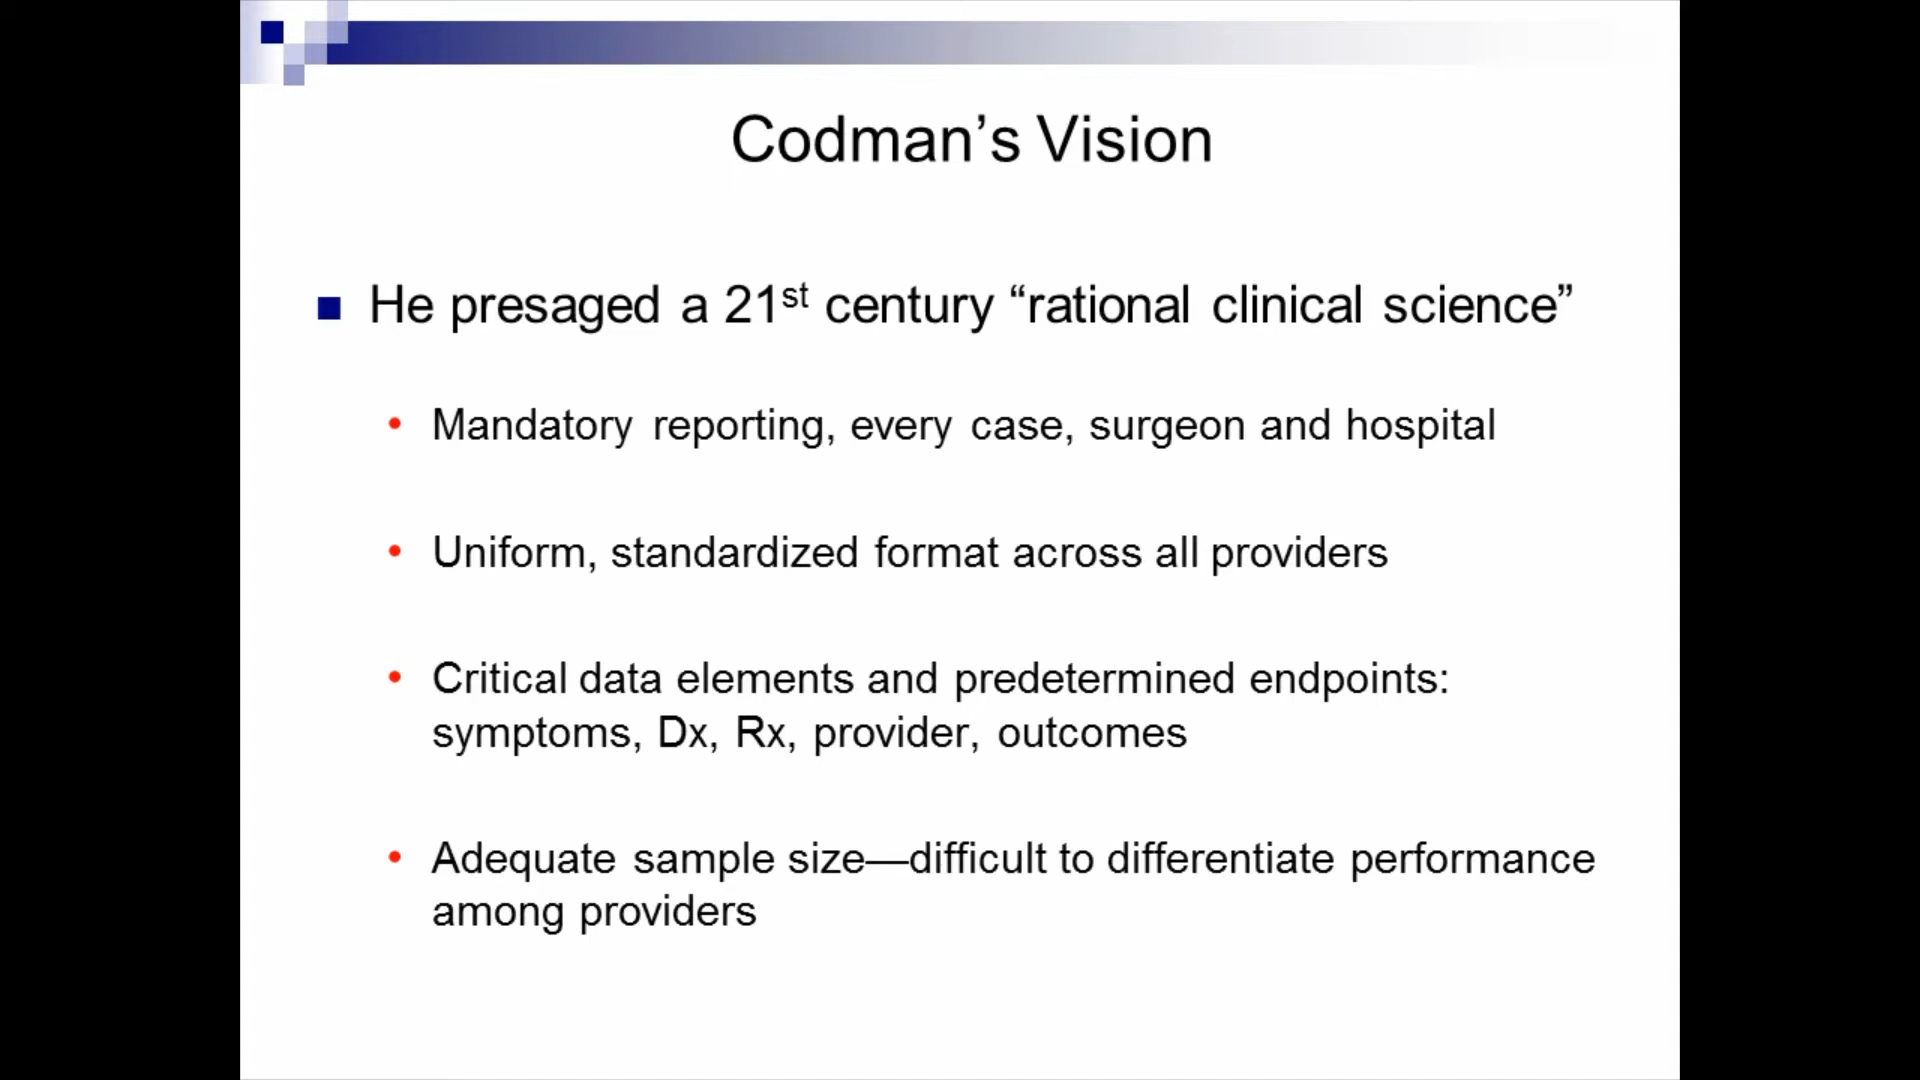 Codman’s Vision
He presaged a 21st century “rational clinical science”
Mandatory reporting, every case, surgeon and hospital
Uniform, standardized format across all providers
Critical data elements and predetermined endpoints:
symptoms, Dx, Rx, provider, outcomes
Adequate sample size—difficult to differentiate performance
among providers